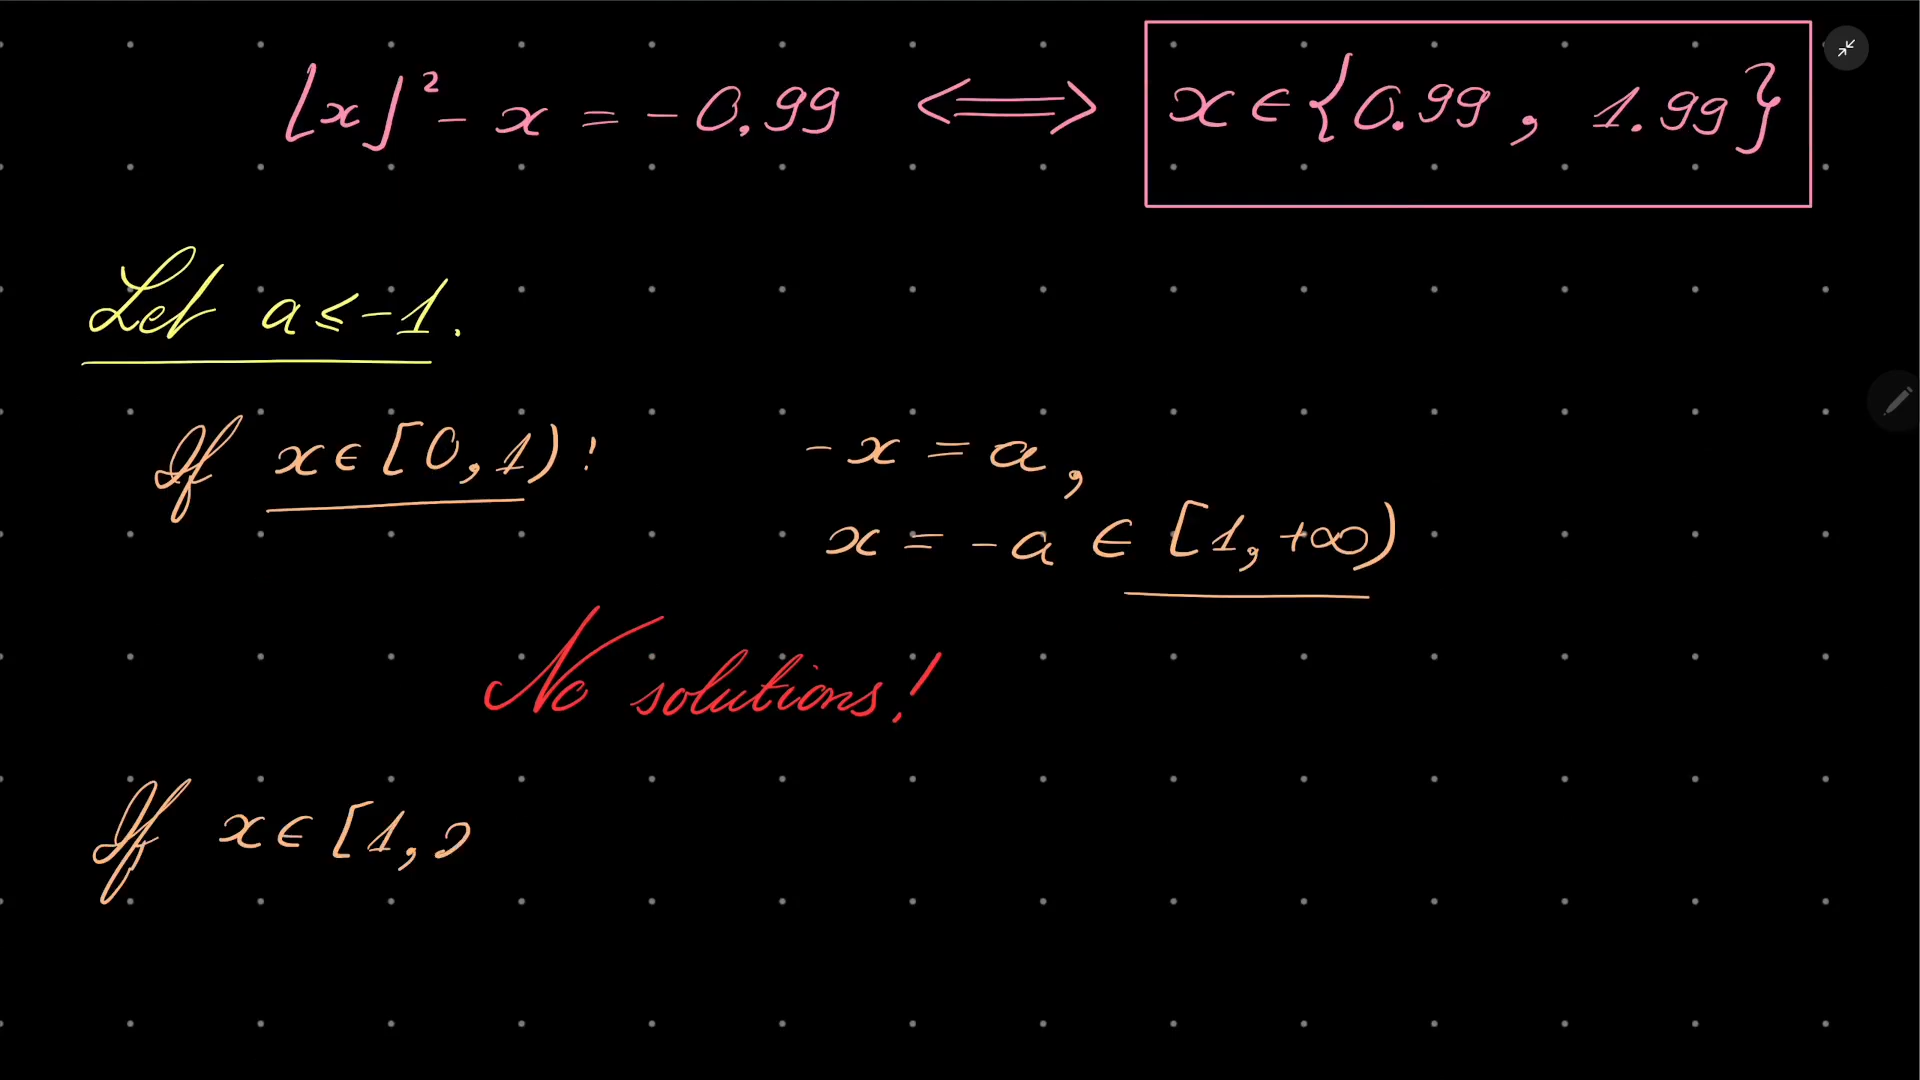 ⌊x⌋² - x = -0.99 ⟺ x ∈ {0.99, 1.99}
Let a ≤ -1.
If x ∈ [0, 1): -x = a,
x = -a ∈ [1, +∞)
No solutions!
If x ∈ [1,